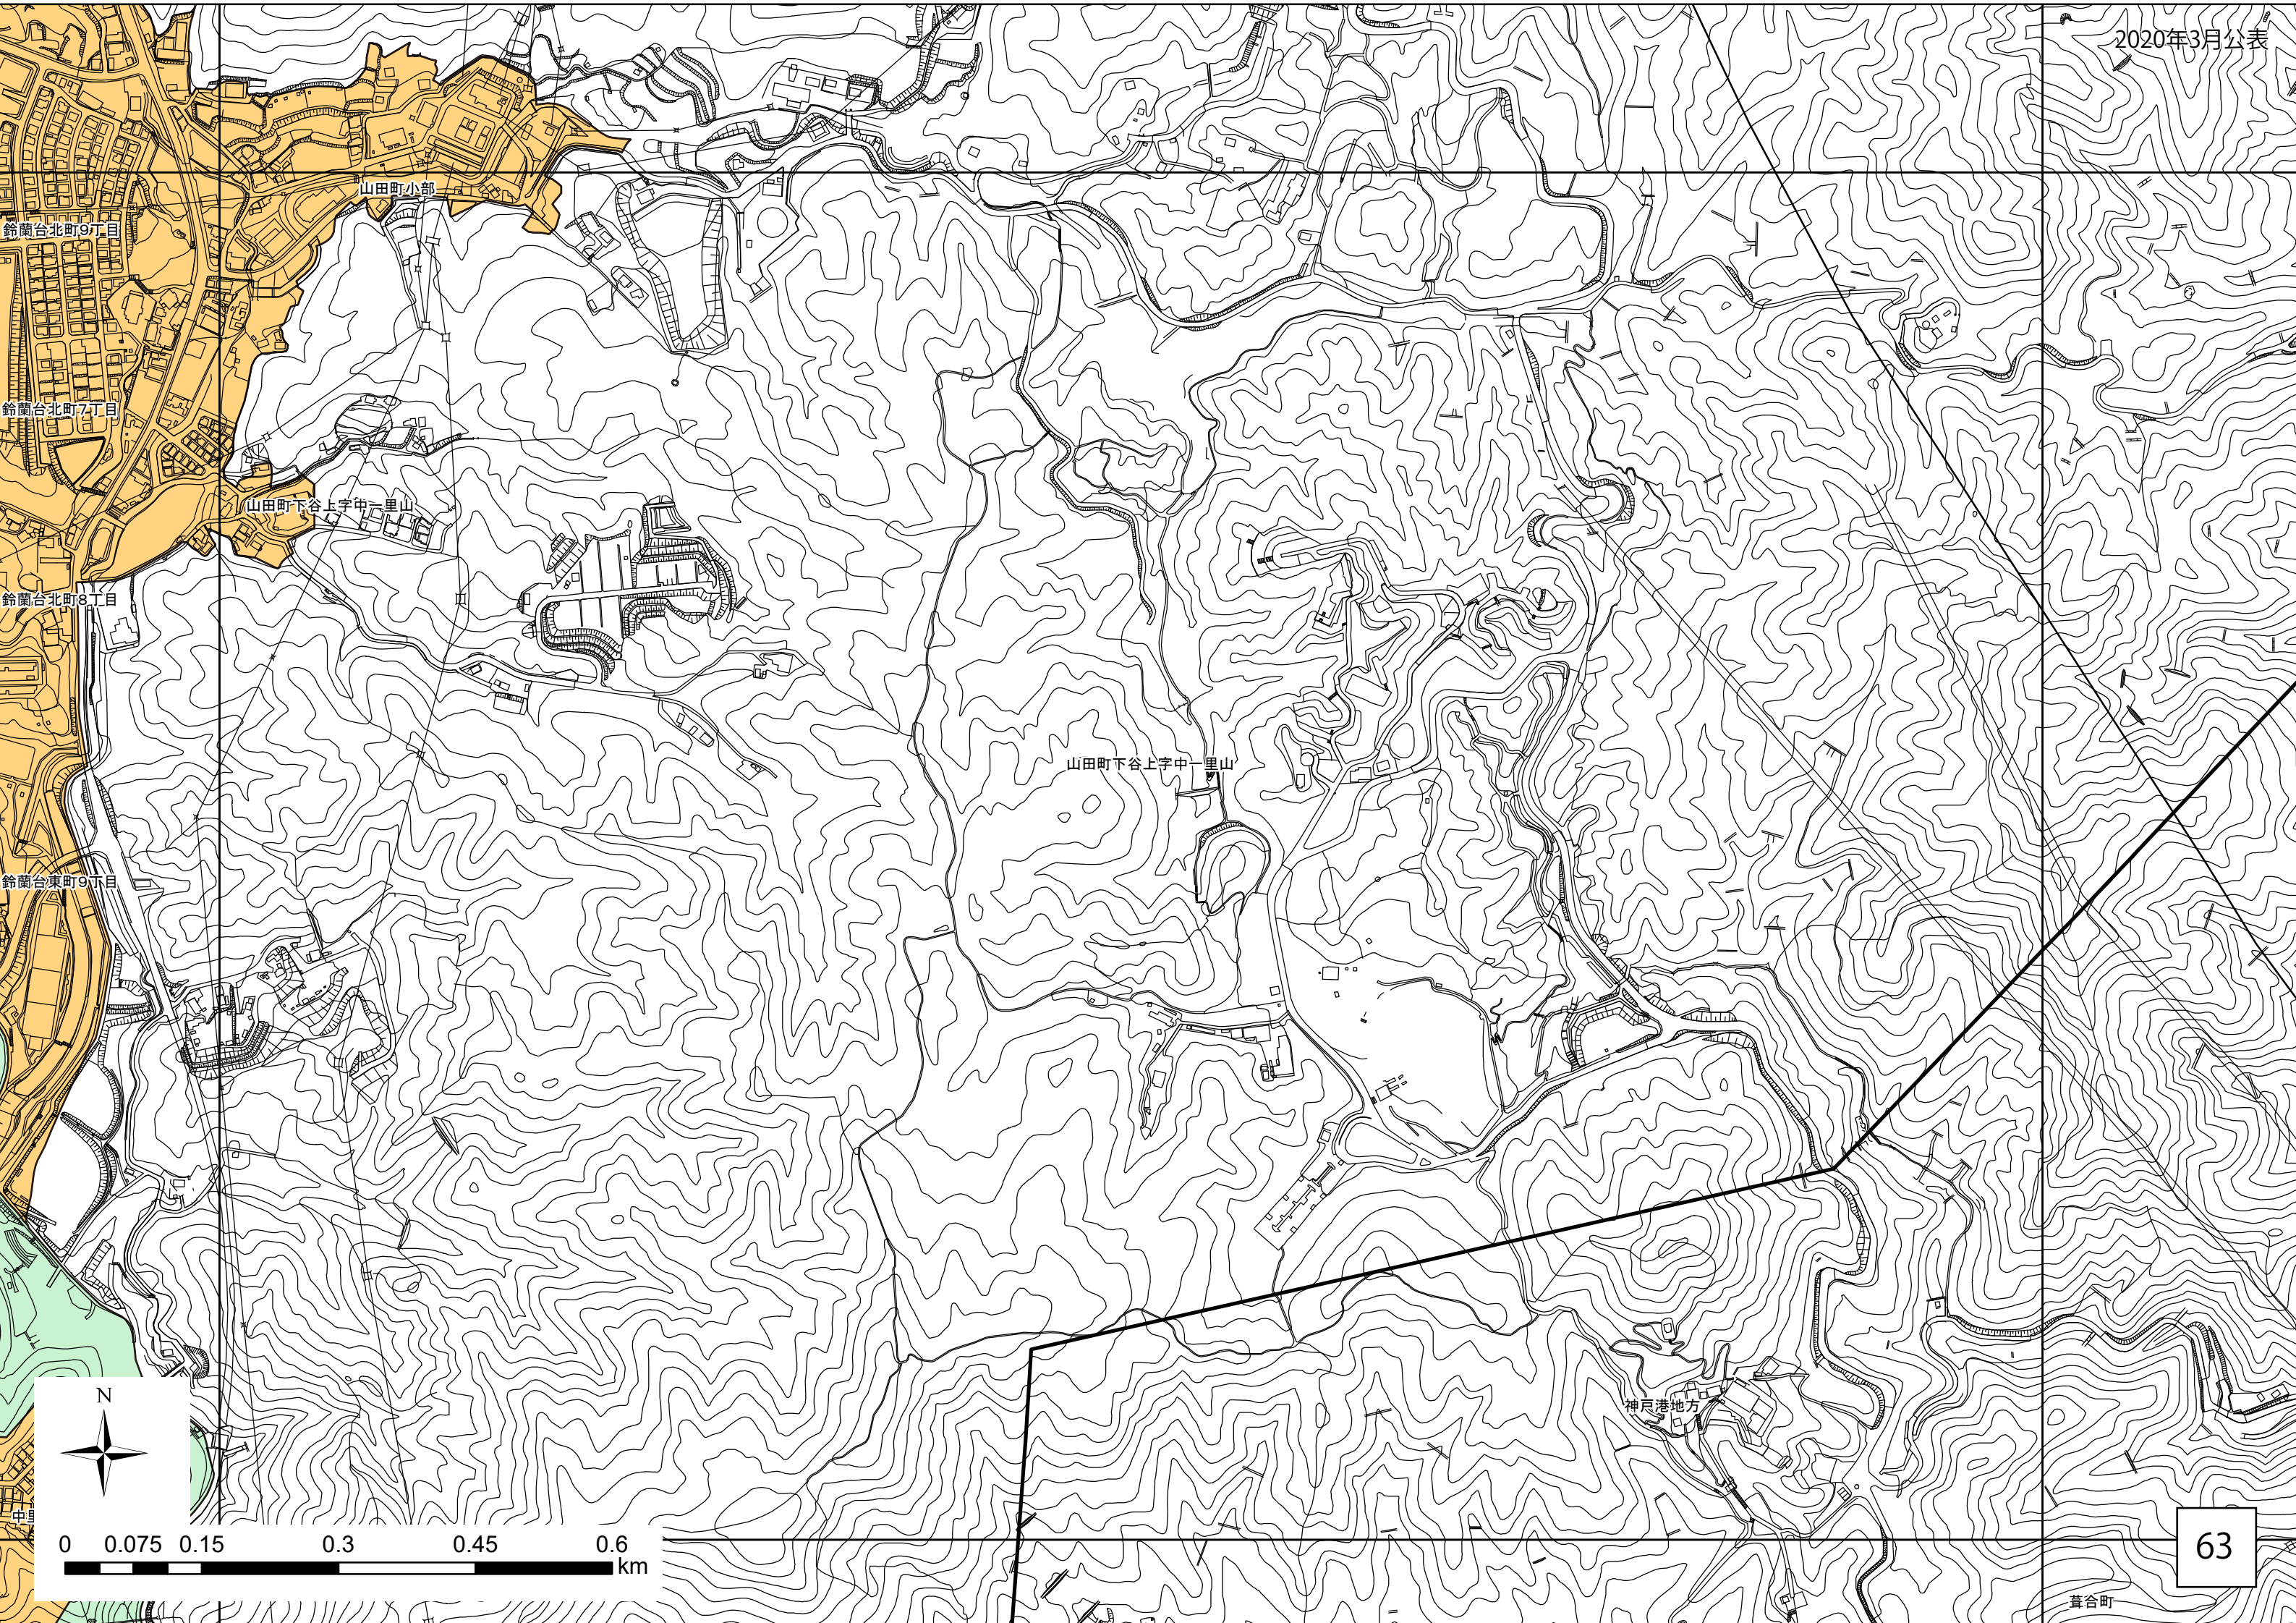 2020年3月公表
山田町小部
鈴蘭台北町9丁目
鈴蘭台北町7丁目
山田町下谷上字中一里山
鈴蘭台北町8丁目
山田町下谷上字中一里山
鈴蘭台東町9丁目
神戸港地方
N
中里
0 0.075 0.15 0.3 0.45 0.6
km
63
葺合町